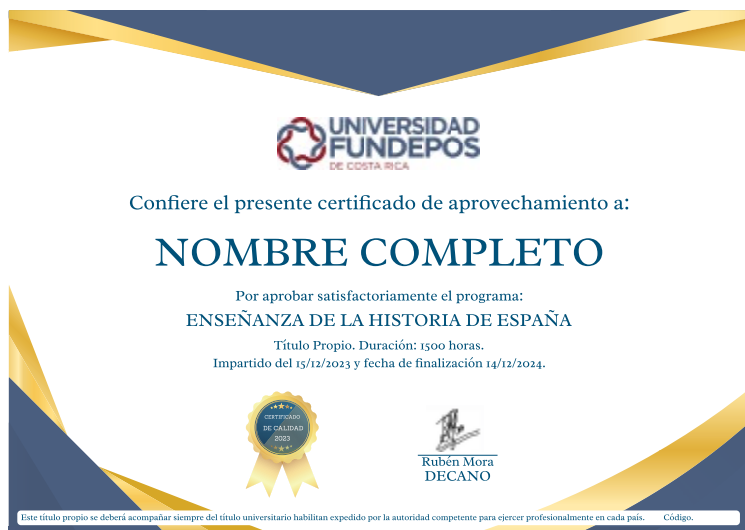 UNIVERSIDAD
FUNDEPOS
DE COSTA RICA
Confiere el presente certificado de aprovechamiento a:
NOMBRE COMPLETO
Por aprobar satisfactoriamente el programa:
ENSEÑANZA DE LA HISTORIA DE ESPAÑA
Título Propio. Duración: 1500 horas.
Impartido del 15/12/2023 y fecha de finalización 14/12/2024.
CERTIFICADO
DE CALIDAD
2023
Rubén Mora
DECANO
Este título propio se deberá acompañar siempre del título universitario habilitan expedido por la autoridad competente para ejercer profesionalmente en cada país. Código.